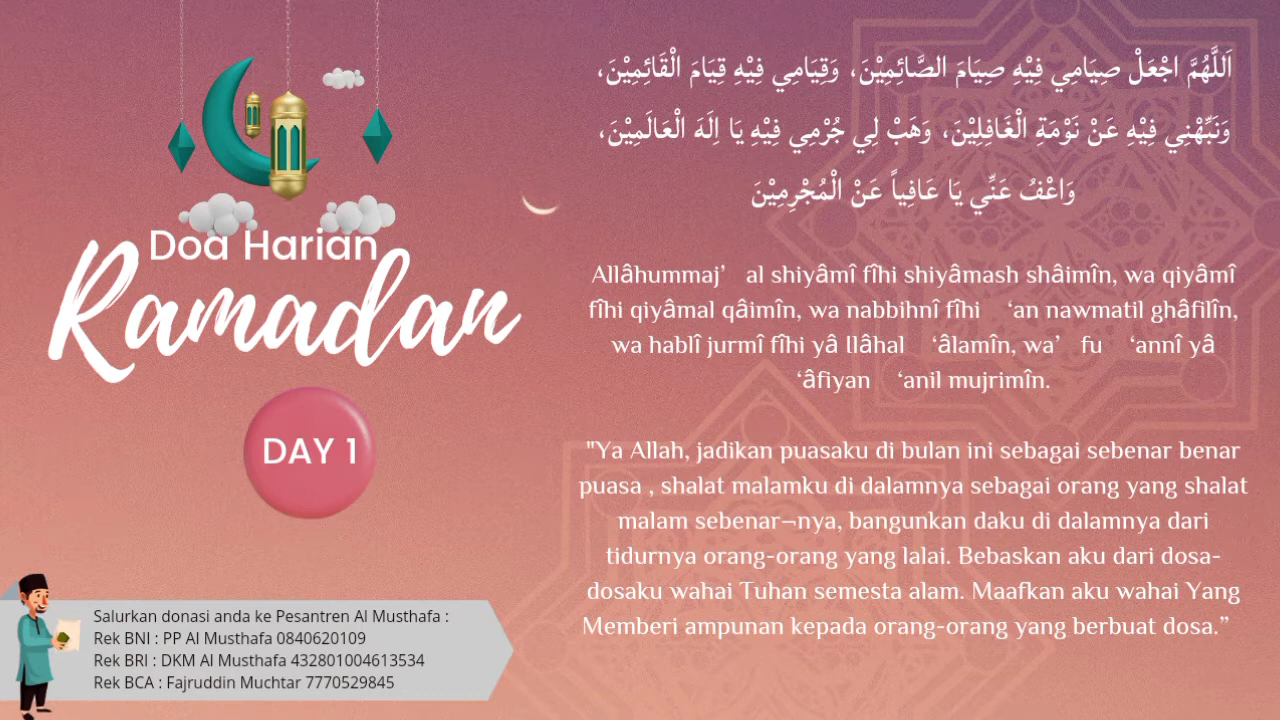 Doa Harian
Ramadan
DAY 1
اَللَّهُمَّ اجْعَلْ صِيَامِي فِيْهِ صِيَامَ الصَّائِمِيْنَ، وَقِيَامِي فِيْهِ قِيَامَ الْقَائِمِيْنَ،
وَنَبِّهْنِي فِيْهِ عَنْ نَوْمَةِ الْغَافِلِيْنَ، وَهَبْ لِي جُرْمِي فِيْهِ يَا اِلَهَ الْعَالَمِيْنَ،
وَاعْفُ عَنِّي يَا عَافِياً عَنْ الْمُجْرِمِيْنَ
Allâhummaj’ al shiyâmî fîhi shiyâmash shâimîn, wa qiyâmî
fîhi qiyâmal qâimîn, wa nabbihnî fîhi ‘an nawmatil ghâfilîn,
wa hablî jurmî fîhi yâ llâhal ‘âlamîn, wa’ fu ‘annî yâ
‘âfiyan ‘anil mujrimîn.
"Ya Allah, jadikan puasaku di bulan ini sebagai sebenar benar
puasa , shalat malamku di dalamnya sebagai orang yang shalat
malam sebenar¬nya, bangunkan daku di dalamnya dari
tidurnya orang-orang yang lalai. Bebaskan aku dari dosa-
dosaku wahai Tuhan semesta alam. Maafkan aku wahai Yang
Memberi ampunan kepada orang-orang yang berbuat dosa.”
Salurkan donasi anda ke Pesantren Al Musthafa :
Rek BNI : PP Al Musthafa 0840620109
Rek BRI : DKM Al Musthafa 432801004613534
Rek BCA : Fajruddin Muchtar 7770529845